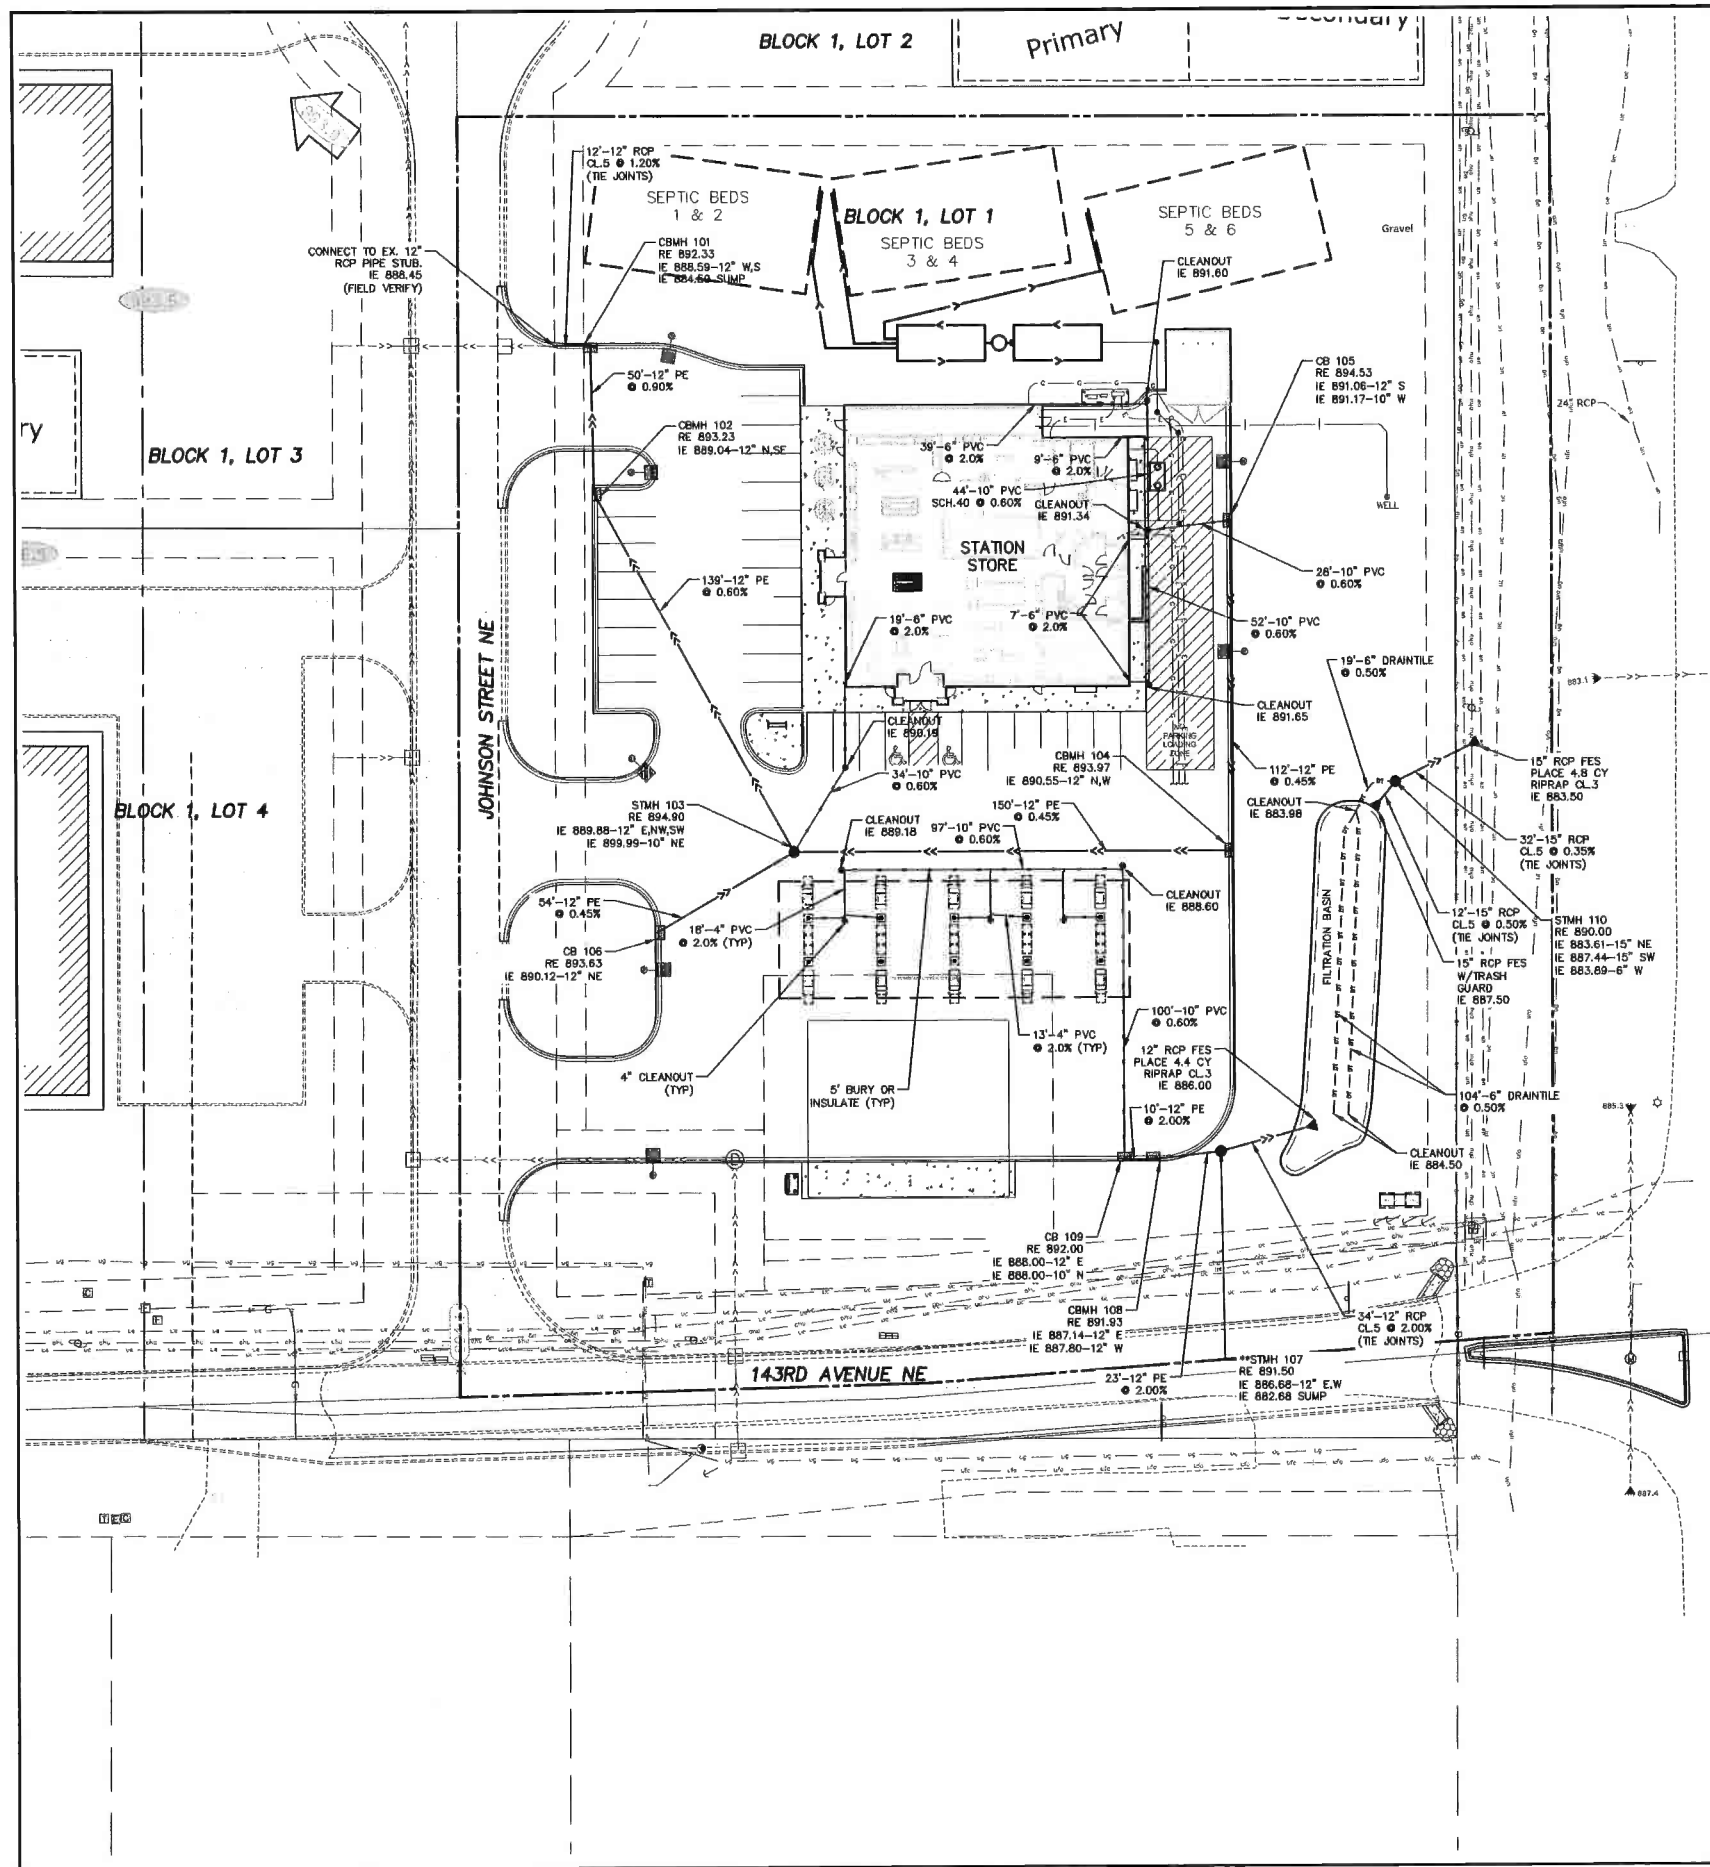 BLOCK 1, LOT 2
Primary
12'-12" RCP
CL.5 @ 1.20%
(TIE JOINTS)
SEPTIC BEDS
1 & 2
BLOCK 1, LOT 1
SEPTIC BEDS
3 & 4
SEPTIC BEDS
5 & 6
Gravel
CONNECT TO EX. 12"
RCP PIPE STUB.
IE 888.45
(FIELD VERIFY)
CBMH 101
RE 892.33
IE 888.59-12" W,S
IE 884.59 SUMP
CLEANOUT
IE 891.60
50'-12" PE
@ 0.90%
CB 105
RE 894.53
IE 891.06-12" S
IE 891.17-10" W
24" RCP
ry
BLOCK 1, LOT 3
CBMH 102
RE 893.23
IE 889.04-12" N,SE
39'-6" PVC
@ 2.0%
9'-6" PVC
@ 2.0%
44'-10" PVC
SCH.40 @ 0.60%
CLEANOUT
IE 891.34
WELL
STATION
STORE
139'-12" PE
@ 0.60%
28'-10" PVC
@ 0.60%
19'-6" PVC
@ 2.0%
7'-6" PVC
@ 2.0%
52'-10" PVC
@ 0.60%
JOHNSON STREET NE
19'-6" DRAINTILE
@ 0.50%
883.1
CLEANOUT
IE 891.65
CLEANOUT
IE 890.19
NO
PARKING
LOADING
ZONE
CBMH 104
RE 893.97
IE 890.55-12" N,W
34'-10" PVC
@ 0.60%
112'-12" PE
@ 0.45%
15" RCP FES
PLACE 4.8 CY
RIPRAP CL.3
IE 883.50
BLOCK 1, LOT 4
STMH 103
RE 894.90
IE 889.88-12" E,NW,SW
IE 899.99-10" NE
150'-12" PE
@ 0.45%
CLEANOUT
IE 883.98
CLEANOUT
IE 889.18
97'-10" PVC
@ 0.60%
32'-15" RCP
CL.5 @ 0.35%
(TIE JOINTS)
CLEANOUT
IE 888.60
54'-12" PE
@ 0.45%
18'-4" PVC
@ 2.0% (TYP)
FILTRATION BASIN
12'-15" RCP
CL.5 @ 0.50%
(TIE JOINTS)
STMH 110
RE 890.00
IE 883.61-15" NE
IE 887.44-15" SW
IE 883.89-6" W
CB 106
RE 893.63
IE 890.12-12" NE
15" RCP FES
W/TRASH
GUARD
IE 887.50
100'-10" PVC
@ 0.60%
13'-4" PVC
@ 2.0% (TYP)
12" RCP FES
PLACE 4.4 CY
RIPRAP CL.3
IE 886.00
4" CLEANOUT
(TYP)
5' BURY OR
INSULATE (TYP)
104'-6" DRAINTILE
@ 0.50%
885.3
10'-12" PE
@ 2.00%
CLEANOUT
IE 884.50
CB 109
RE 892.00
IE 888.00-12" E
IE 888.00-10" N
CBMH 108
RE 891.93
IE 887.14-12" E
IE 887.80-12" W
34'-12" RCP
CL.5 @ 2.00%
(TIE JOINTS)
143RD AVENUE NE
23'-12" PE
@ 2.00%
**STMH 107
RE 891.50
IE 886.68-12" E,W
IE 882.68 SUMP
887.4